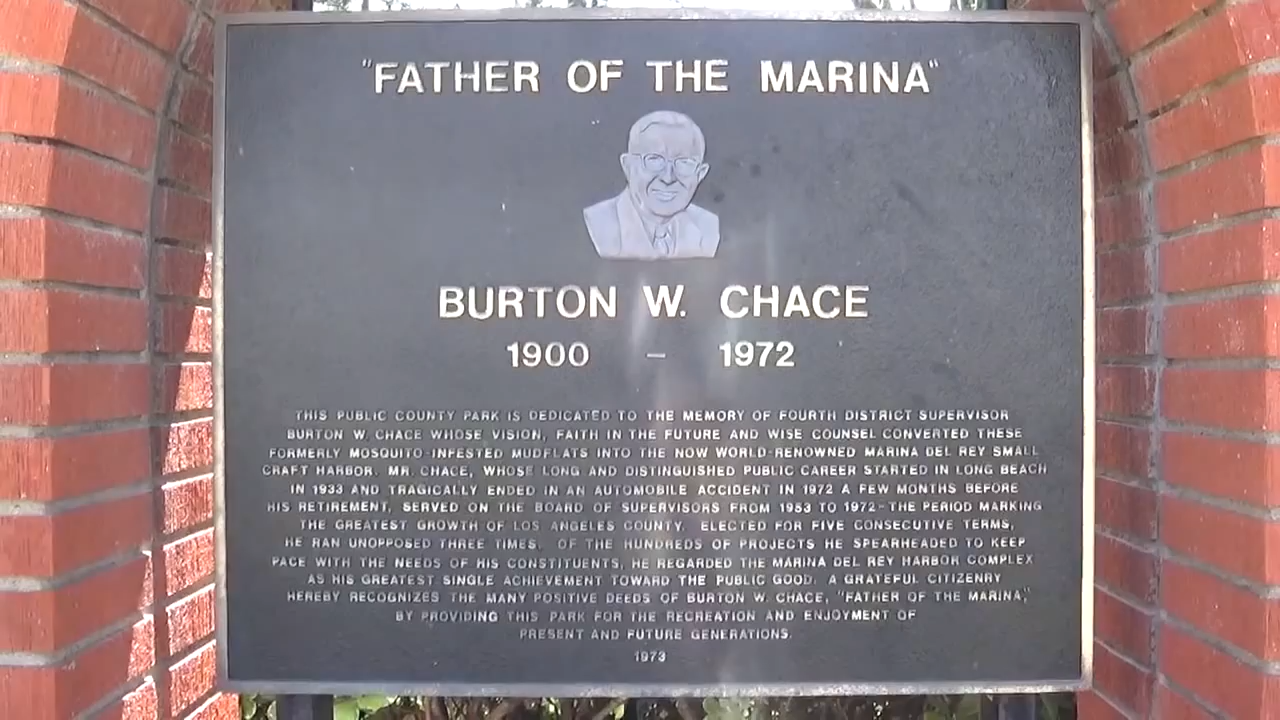 "FATHER OF THE MARINA"
BURTON W. CHACE
1900 – 1972
THIS PUBLIC COUNTY PARK IS DEDICATED TO THE MEMORY OF FOURTH DISTRICT SUPERVISOR
BURTON W. CHACE WHOSE VISION, FAITH IN THE FUTURE AND WISE COUNSEL CONVERTED THESE
FORMERLY MOSQUITO-INFESTED MUDFLATS INTO THE NOW WORLD-RENOWNED MARINA DEL REY SMALL
CRAFT HARBOR. MR. CHACE, WHOSE LONG AND DISTINGUISHED PUBLIC CAREER STARTED IN LONG BEACH
IN 1933 AND TRAGICALLY ENDED IN AN AUTOMOBILE ACCIDENT IN 1972 A FEW MONTHS BEFORE
HIS RETIREMENT, SERVED ON THE BOARD OF SUPERVISORS FROM 1953 TO 1972-THE PERIOD MARKING
THE GREATEST GROWTH OF LOS ANGELES COUNTY. ELECTED FOR FIVE CONSECUTIVE TERMS,
HE RAN UNOPPOSED THREE TIMES. OF THE HUNDREDS OF PROJECTS HE SPEARHEADED TO KEEP
PACE WITH THE NEEDS OF HIS CONSTITUENTS, HE REGARDED THE MARINA DEL REY HARBOR COMPLEX
AS HIS GREATEST SINGLE ACHIEVEMENT TOWARD THE PUBLIC GOOD. A GRATEFUL CITIZENRY
HEREBY RECOGNIZES THE MANY POSITIVE DEEDS OF BURTON W. CHACE, "FATHER OF THE MARINA,"
BY PROVIDING THIS PARK FOR THE RECREATION AND ENJOYMENT OF
PRESENT AND FUTURE GENERATIONS.
1973